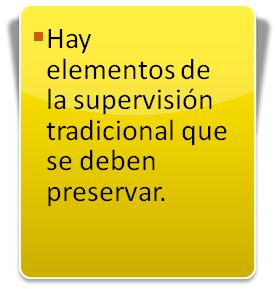 ▪Hay
elementos de
la supervisión
tradicional que
se deben
preservar.